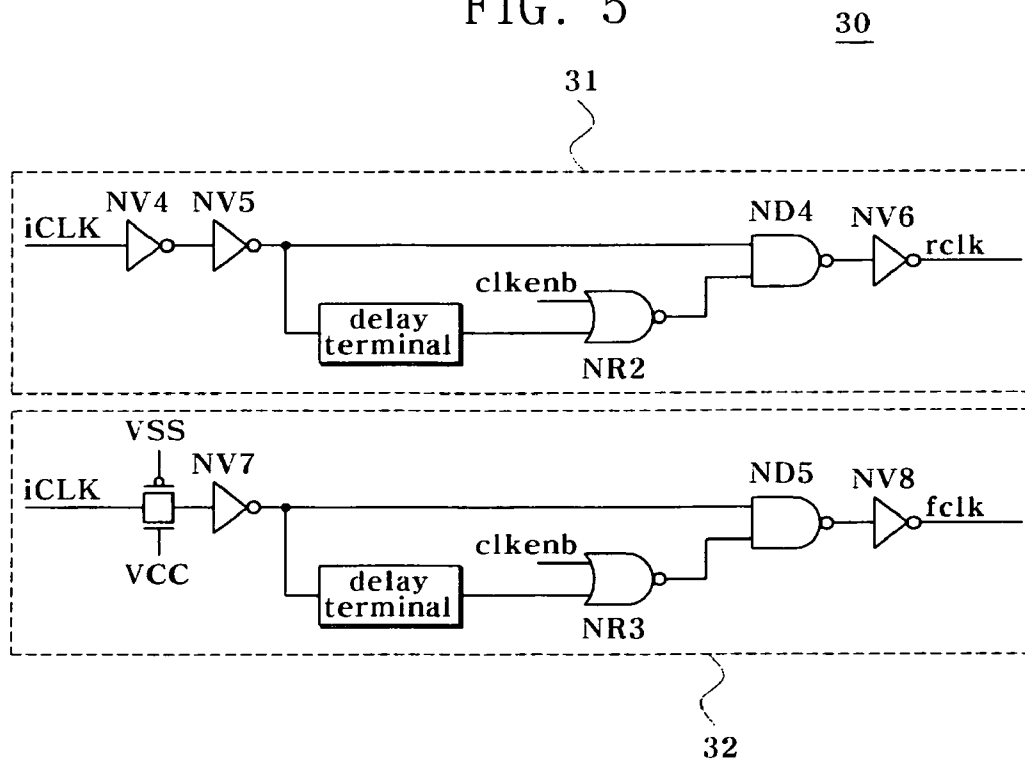 FIG. 5
30
31
NV4 NV5 ND4 NV6
iCLK rclk
clkenb
delay
terminal
NR2
VSS
NV7 ND5 NV8
iCLK fclk
clkenb
VCC
delay
terminal
NR3
32